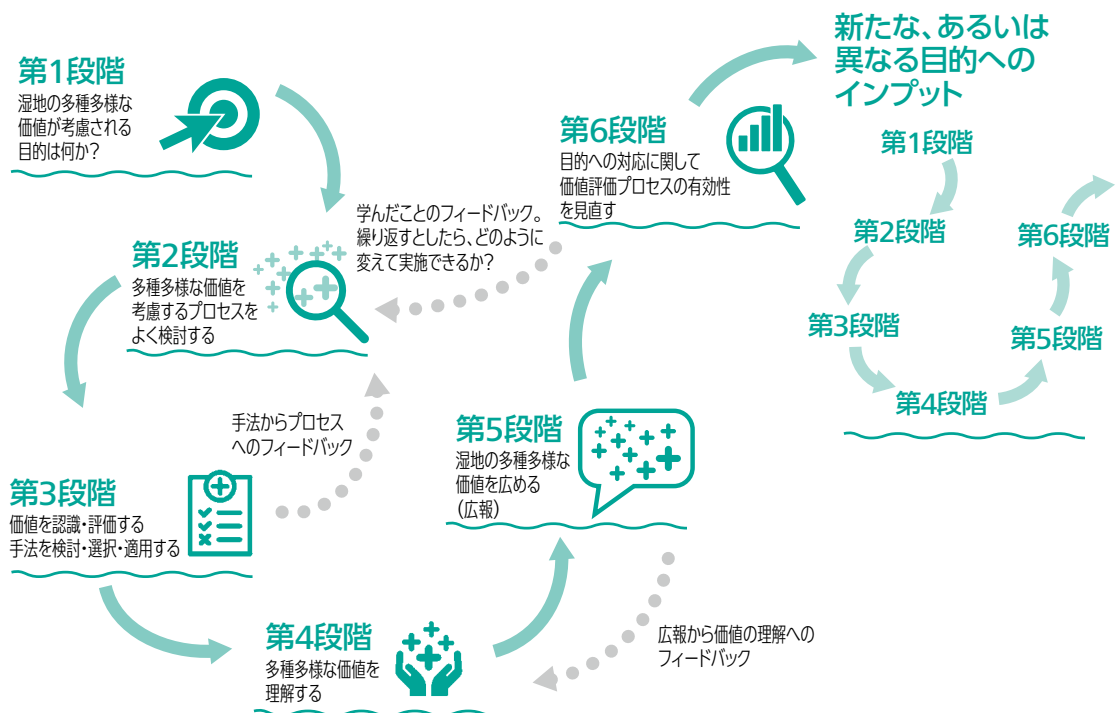 第1段階
湿地の多種多様な
価値が考慮される
目的は何か?
第2段階
多種多様な価値を
考慮するプロセスを
よく検討する
第3段階
価値を認識・評価する
手法を検討・選択・適用する
第4段階
多種多様な価値を
理解する
第5段階
湿地の多種多様な
価値を広める
(広報)
第6段階
目的への対応に関して
価値評価プロセスの有効性
を見直す
学んだことのフィードバック。
繰り返すとしたら、どのように
変えて実施できるか?
手法からプロセス
へのフィードバック
広報から価値の理解への
フィードバック
新たな、あるいは
異なる目的への
インプット
第1段階
第2段階
第3段階
第4段階
第5段階
第6段階